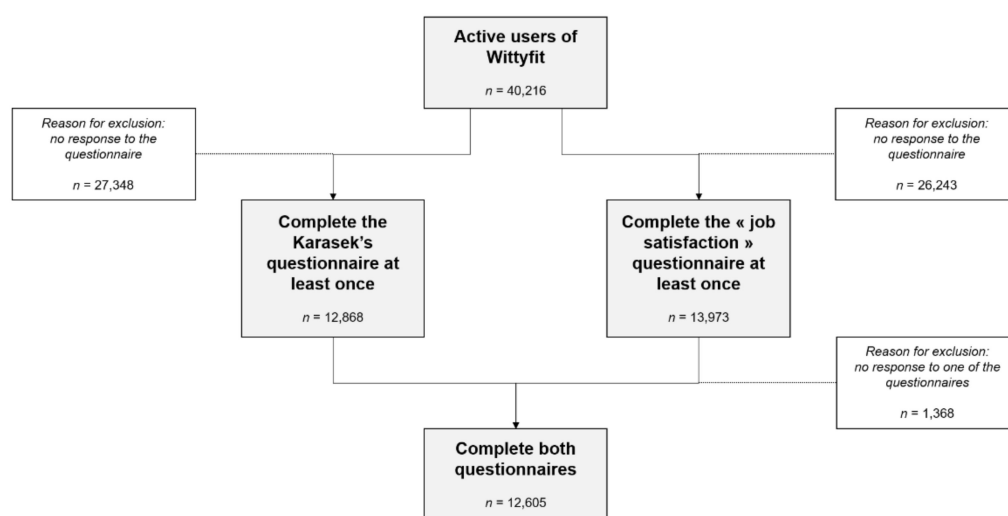 Active users of
Wittyfit
n = 40,216
Reason for exclusion:
no response to the
questionnaire
n = 27,348
Reason for exclusion:
no response to the
questionnaire
n = 26,243
Complete the
Karasek’s
questionnaire at
least once
n = 12,868
Complete the « job
satisfaction »
questionnaire at
least once
n = 13,973
Reason for exclusion:
no response to one of the
questionnaires
n = 1,368
Complete both
questionnaires
n = 12,605